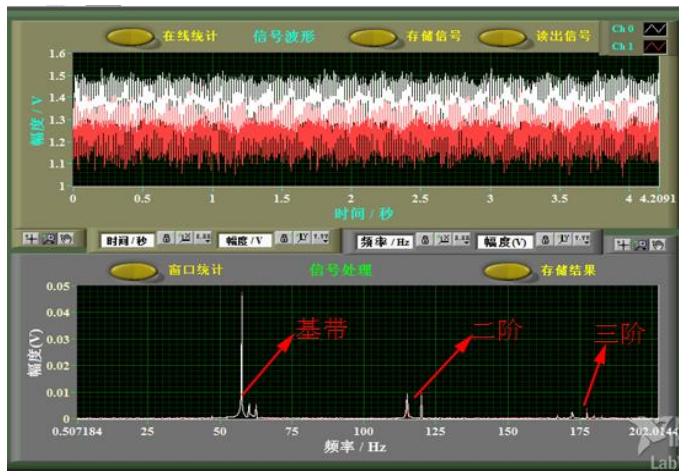 在线统计 信号波形 存储信号 读出信号 Ch 0
Ch 1
1.6
1.5
1.4
1.3
1.2
1.1
1
幅度 / V
0 0.5 1 1.5 2 2.5 3 3.5 4 4.2091
时间 / 秒
时间/秒 幅度/V 频率/Hz 幅度(V)
窗口统计 信号处理 存储结果
0.05
0.04
0.03
0.02
0.01
0
幅度(V)
基带 二阶 三阶
0.507184 25 50 75 100 125 150 175 202.0144
频率 / Hz